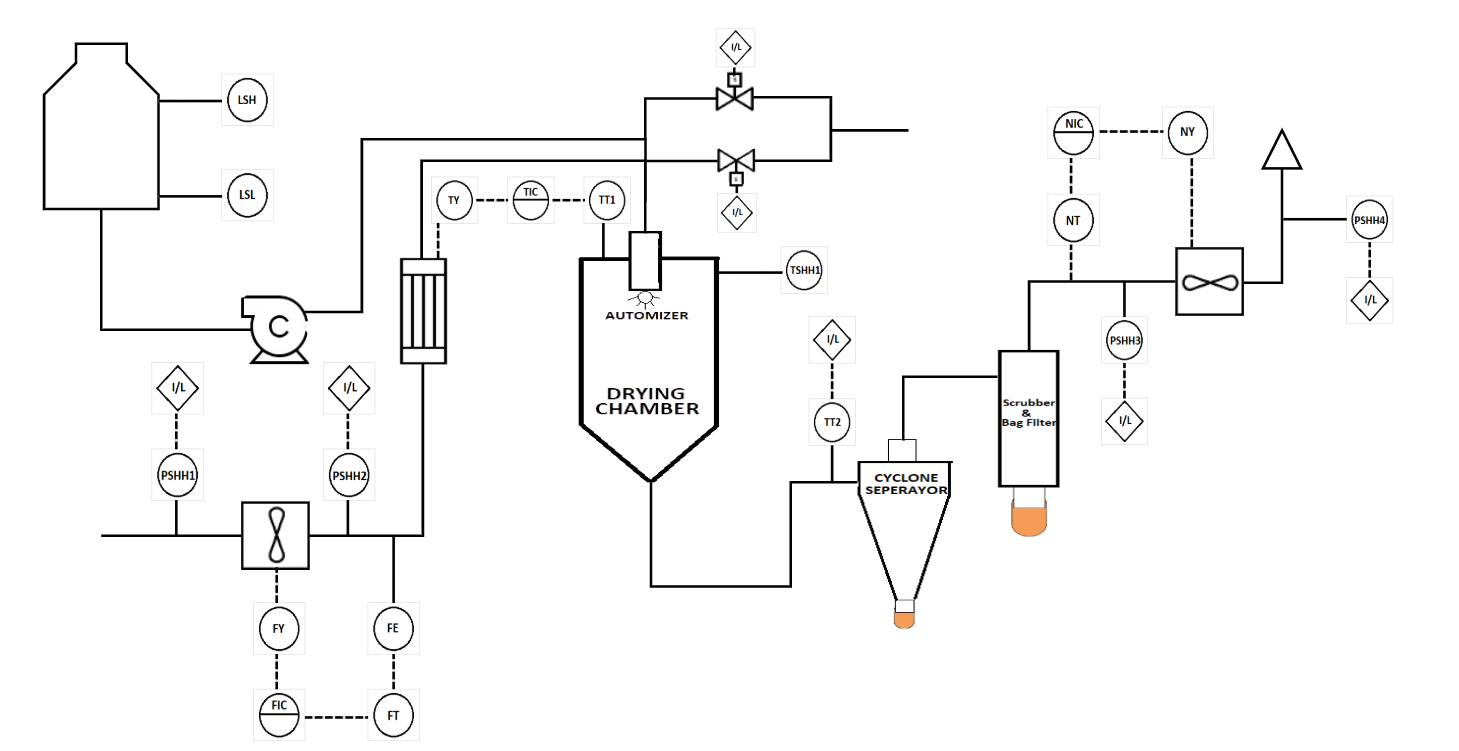 I/L
LSH
NIC
NY
LSL
TY
TIC
TT1
I/L
NT
PSHH4
TSHH1
I/L
AUTOMIZER
C
I/L
PSHH3
I/L
I/L
DRYING
CHAMBER
Scrubber
&
Bag Filter
TT2
I/L
PSHH1
PSHH2
CYCLONE
SEPERAYOR
FY
FE
FIC
FT